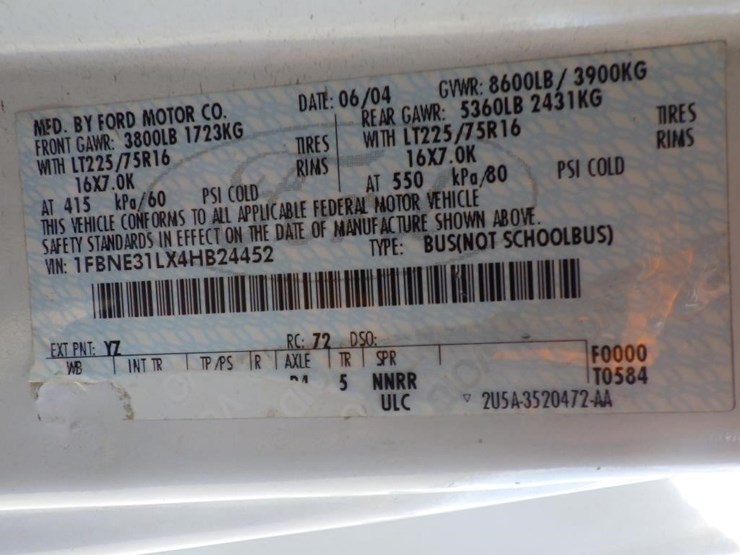 MFD. BY FORD MOTOR CO. DATE: 06/04 GVWR: 8600LB/ 3900KG
FRONT GAWR: 3800LB 1723KG REAR GAWR: 5360LB 2431KG
WITH LT225/75R16 TIRES WITH LT225/75R16 TIRES
16X7.0K RIMS 16X7.0K RIMS
AT 415 kPa/60 PSI COLD AT 550 kPa/80 PSI COLD
THIS VEHICLE CONFORMS TO ALL APPLICABLE FEDERAL MOTOR VEHICLE
SAFETY STANDARDS IN EFFECT ON THE DATE OF MANUFACTURE SHOWN ABOVE.
VIN: 1FBNE31LX4HB24452 TYPE: BUS(NOT SCHOOLBUS)
EXT PNT: YZ RC: 72 DSO:
WB INT TR TP/PS R AXLE TR SPR F0000
5 NNRR T0584
ULC ▽ 2U5A-3520472-AA